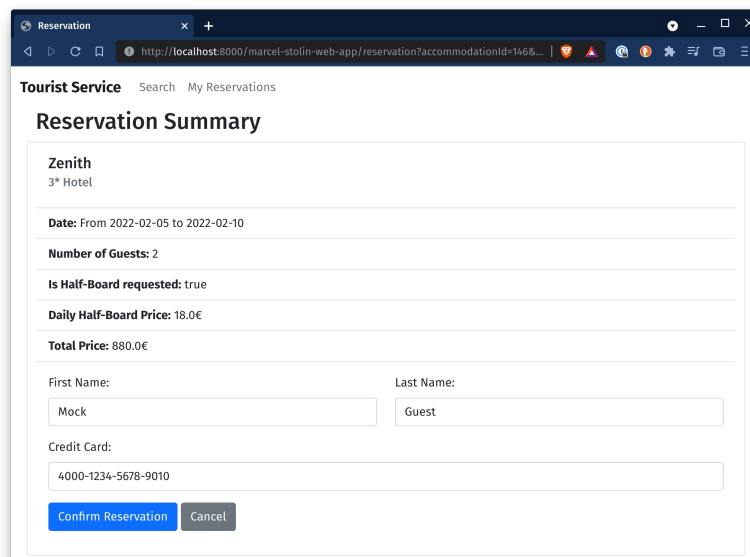 Reservation
http://localhost:8000/marcel-stolin-web-app/reservation?accommodationId=146&...
Tourist Service Search My Reservations
Reservation Summary
Zenith
3* Hotel
Date: From 2022-02-05 to 2022-02-10
Number of Guests: 2
Is Half-Board requested: true
Daily Half-Board Price: 18.0€
Total Price: 880.0€
First Name: Last Name:
Mock Guest
Credit Card:
4000-1234-5678-9010
Confirm Reservation Cancel